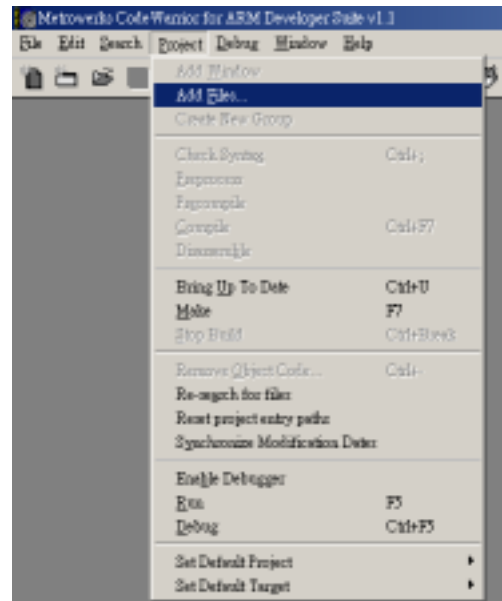 Metrowerks CodeWarrior for ARM Developer Suite v1.1
File Edit Search Project Debug Window Help
Add Window
Add Files...
Create New Group
Check Syntax Ctrl+;
Preprocess
Precompile
Compile Ctrl+F7
Disassemble
Bring Up To Date Ctrl+U
Make F7
Stop Build Ctrl+Break
Remove Object Code... Ctrl+-
Re-search for files
Reset project entry paths
Synchronize Modification Dates
Enable Debugger
Run F5
Debug Ctrl+F5
Set Default Project
Set Default Target